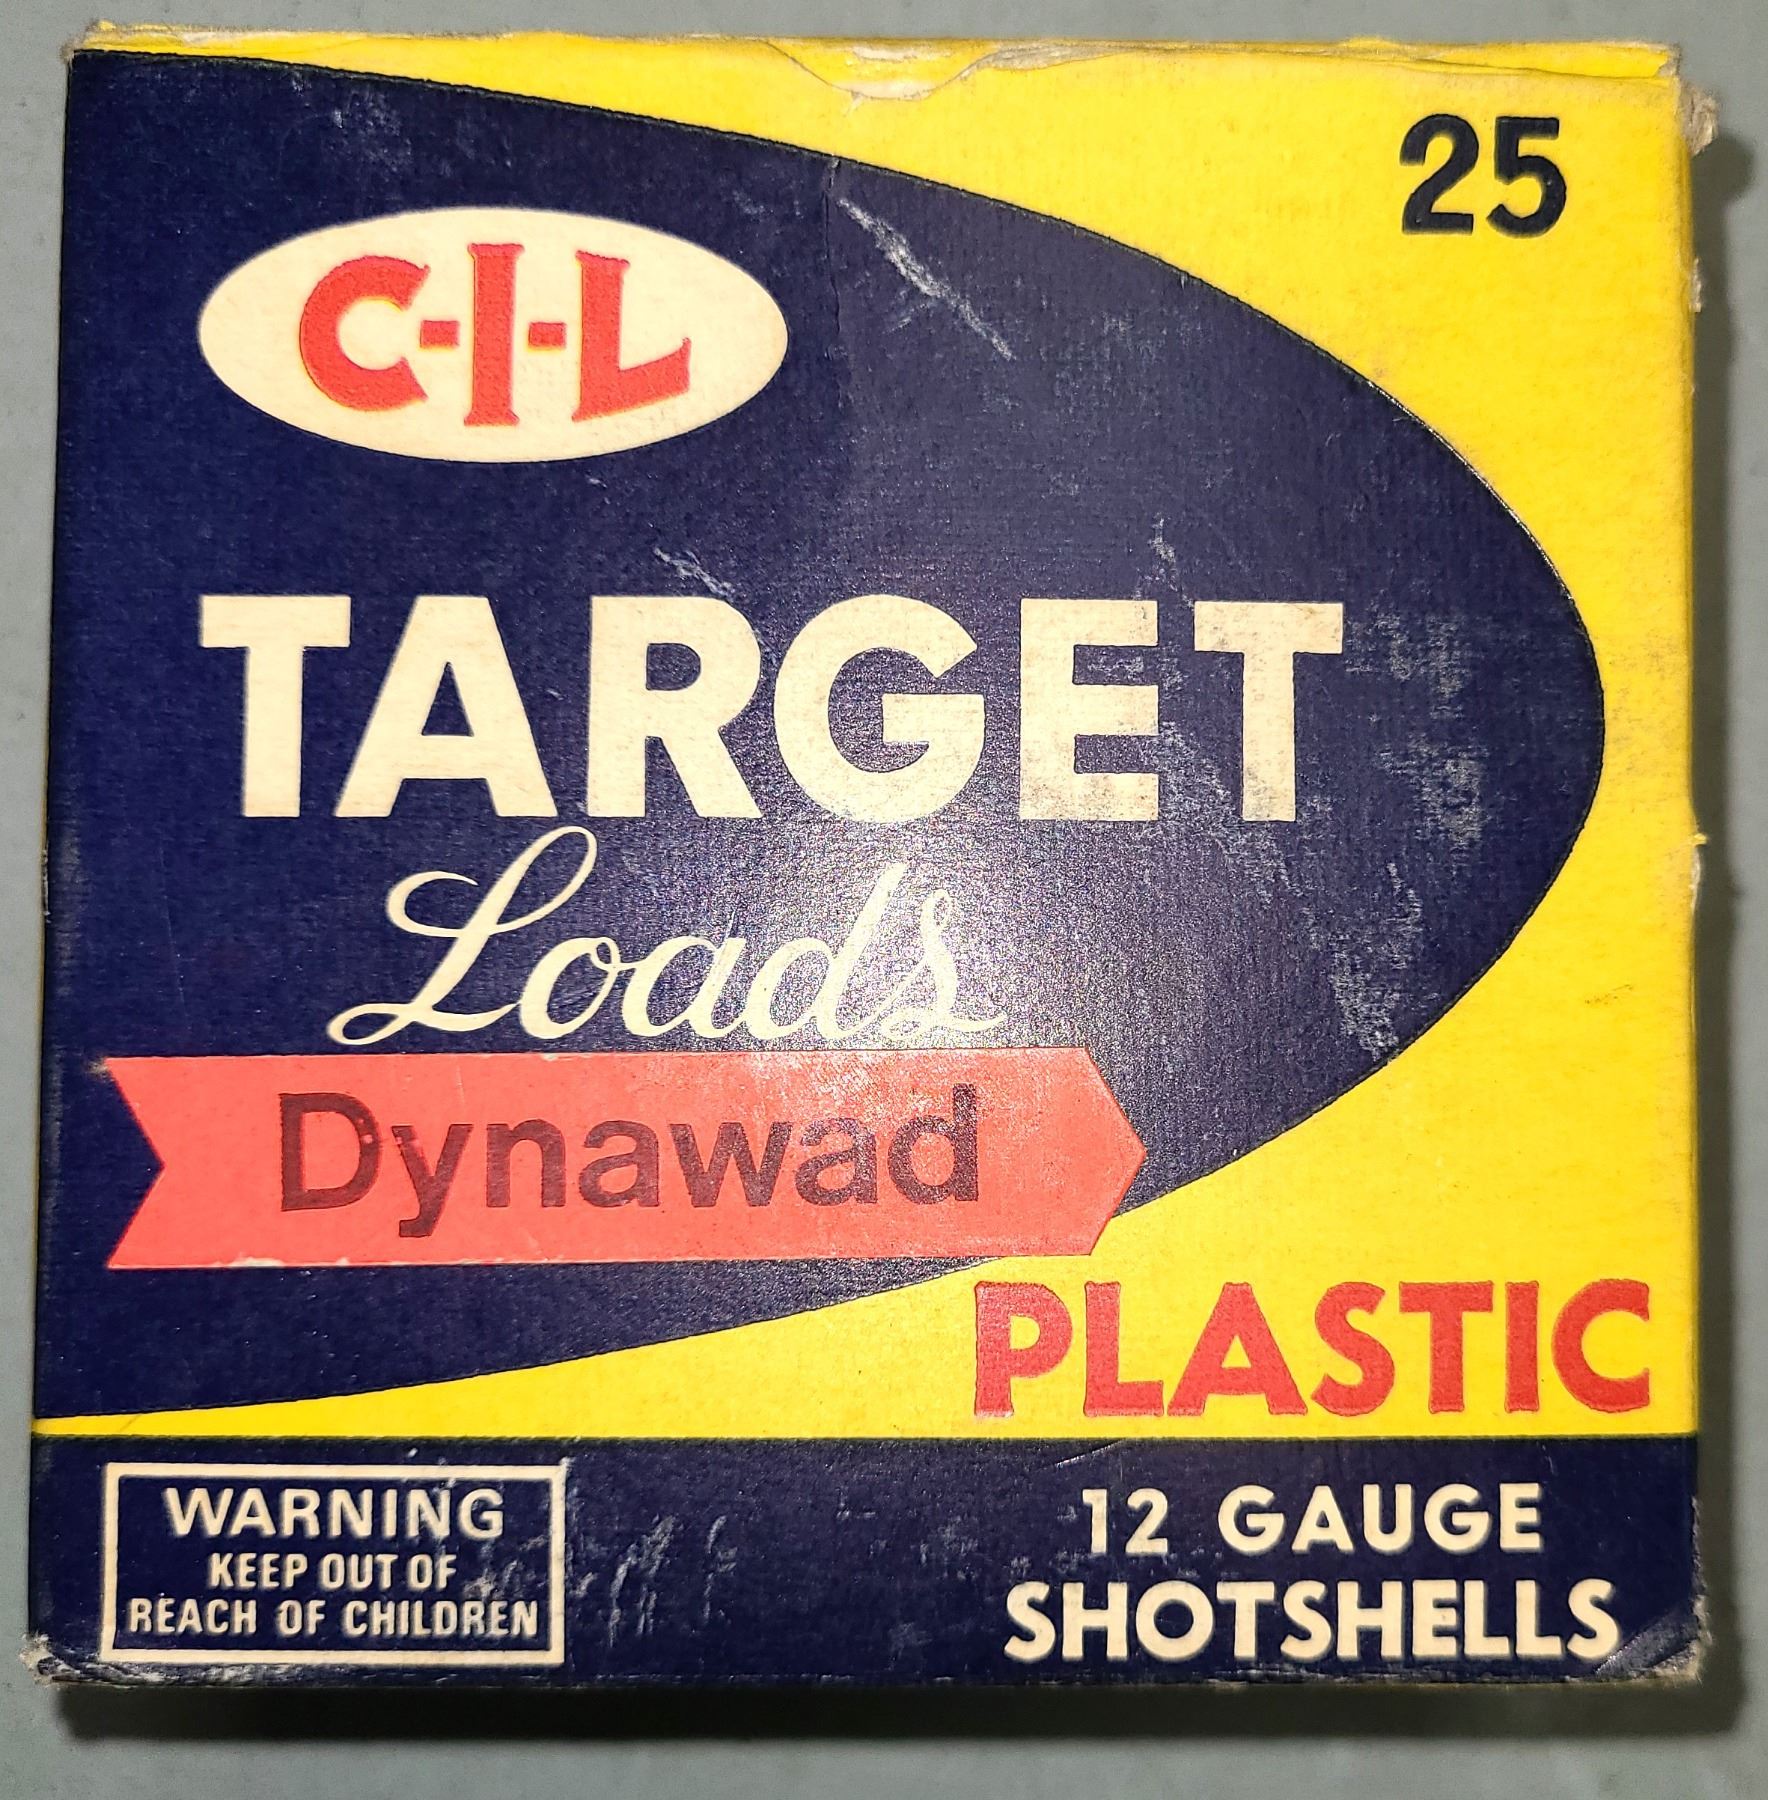 25
C-I-L
TARGET
Loads
Dynawad
PLASTIC
WARNING
KEEP OUT OF
REACH OF CHILDREN
12 GAUGE
SHOTSHELLS